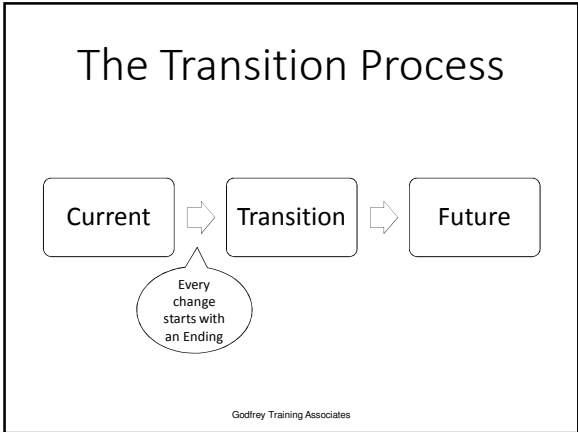 The Transition Process
Current
Transition
Future
Every
change
starts with
an Ending
Godfrey Training Associates